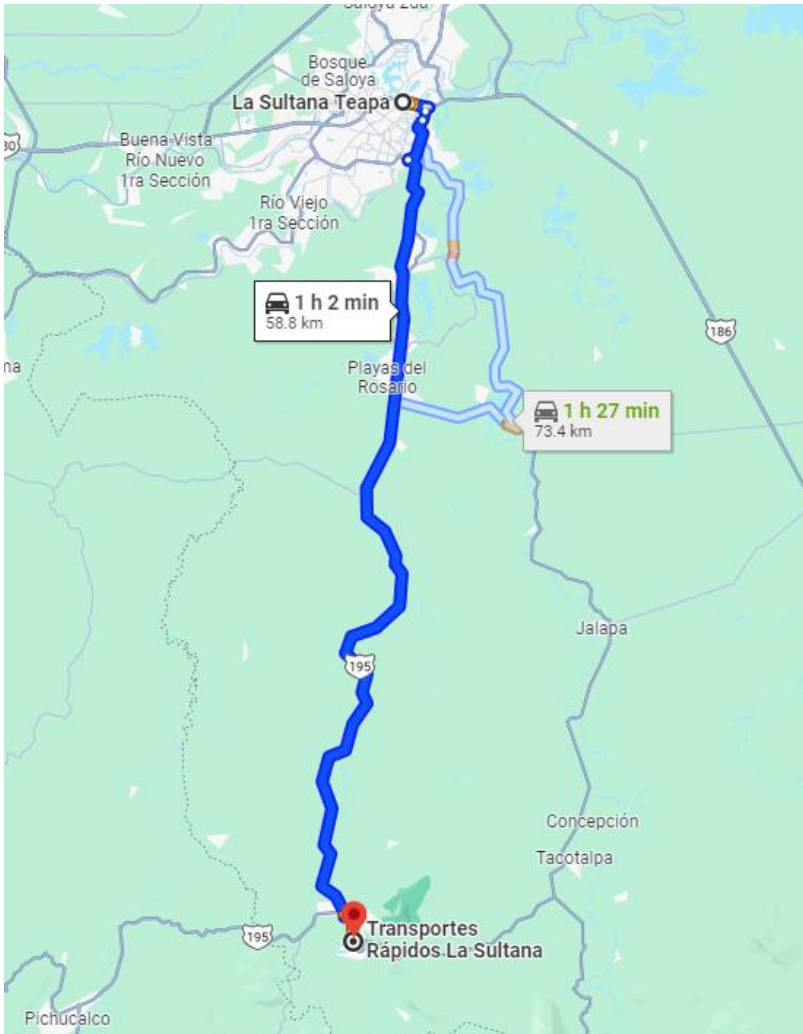 Bosque
de Saloya
La Sultana Teapa
Buena Vista
Río Nuevo
1ra Sección
Río Viejo
1ra Sección
1 h 2 min
58.8 km
186
Playas del
Rosario
1 h 27 min
73.4 km
Jalapa
195
Concepción
Tacotalpa
Transportes
Rápidos La Sultana
195
Pichucalco